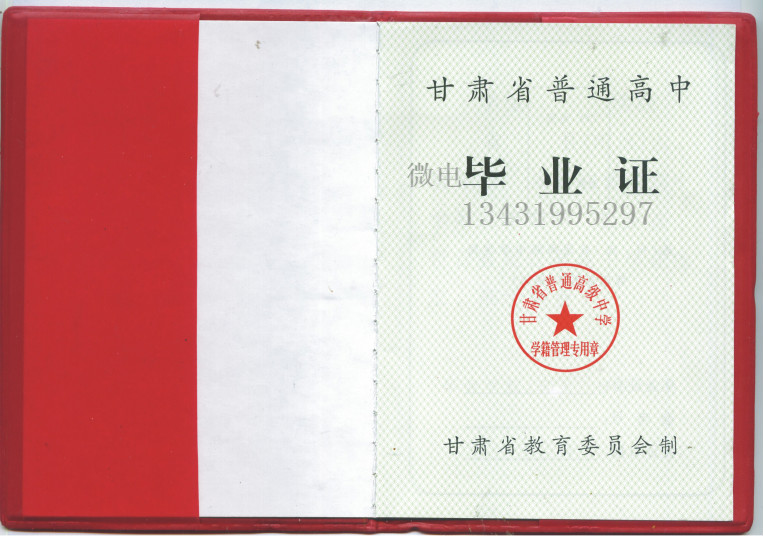 甘肃省普通高中
毕业证
微电
13431995297
甘肃省普通高级中学
学籍管理专用章
甘肃省教育委员会制